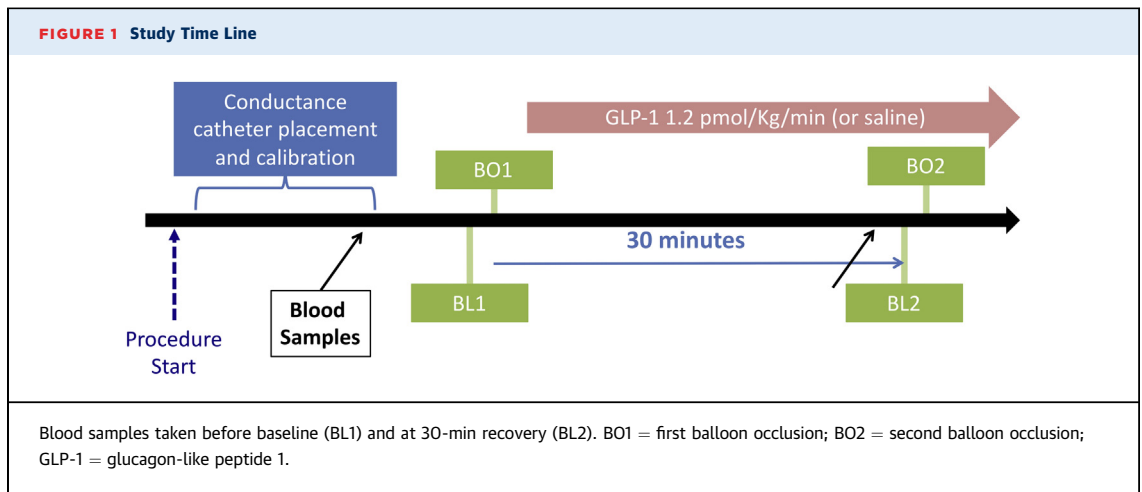 FIGURE 1 Study Time Line
Conductance
catheter placement
and calibration
GLP-1 1.2 pmol/Kg/min (or saline)
BO1
BO2
30 minutes
Blood
Samples
BL1
BL2
Procedure
Start
Blood samples taken before baseline (BL1) and at 30-min recovery (BL2). BO1 = first balloon occlusion; BO2 = second balloon occlusion;
GLP-1 = glucagon-like peptide 1.